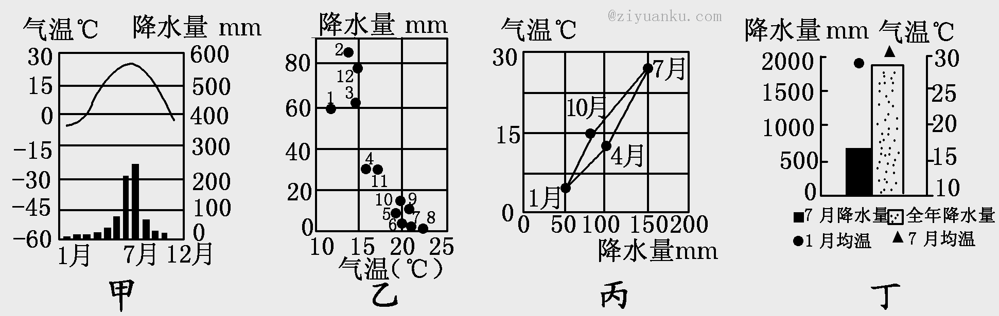 @ziyuanku.com
气温℃ 降水量 mm
30 600
15 500
0 400
-15 300
-30 200
-45 100
-60 0
1月 7月 12月
甲
降水量 mm
80
60
40
20
0
2
12
3
1
4
11
10 9
5 7 8
6
10 15 20 25
气温(℃)
乙
气温℃
30
15
0
7月
10月
4月
1月
0 50 100 150 200
降水量mm
丙
降水量mm 气温℃
2000 30
1500 25
1000 20
500 15
0 10
7月降水量 全年降水量
1月均温 7月均温
丁